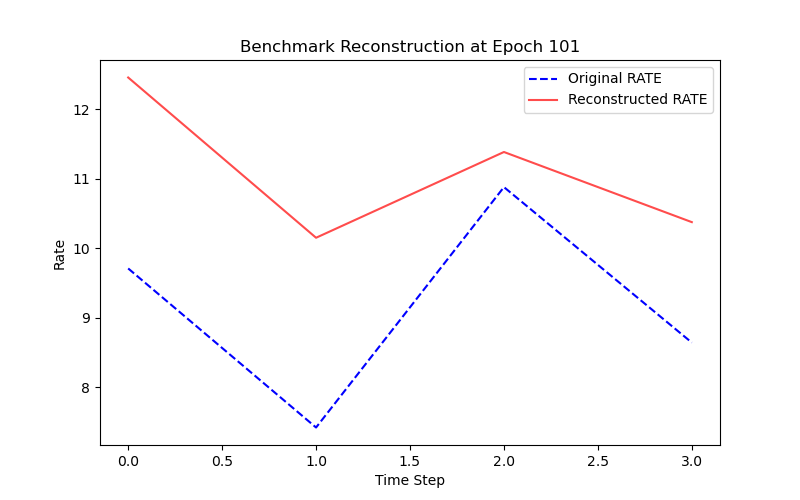 Benchmark Reconstruction at Epoch 101
Original RATE
Reconstructed RATE
12
11
10
9
8
Rate
0.0 0.5 1.0 1.5 2.0 2.5 3.0
Time Step